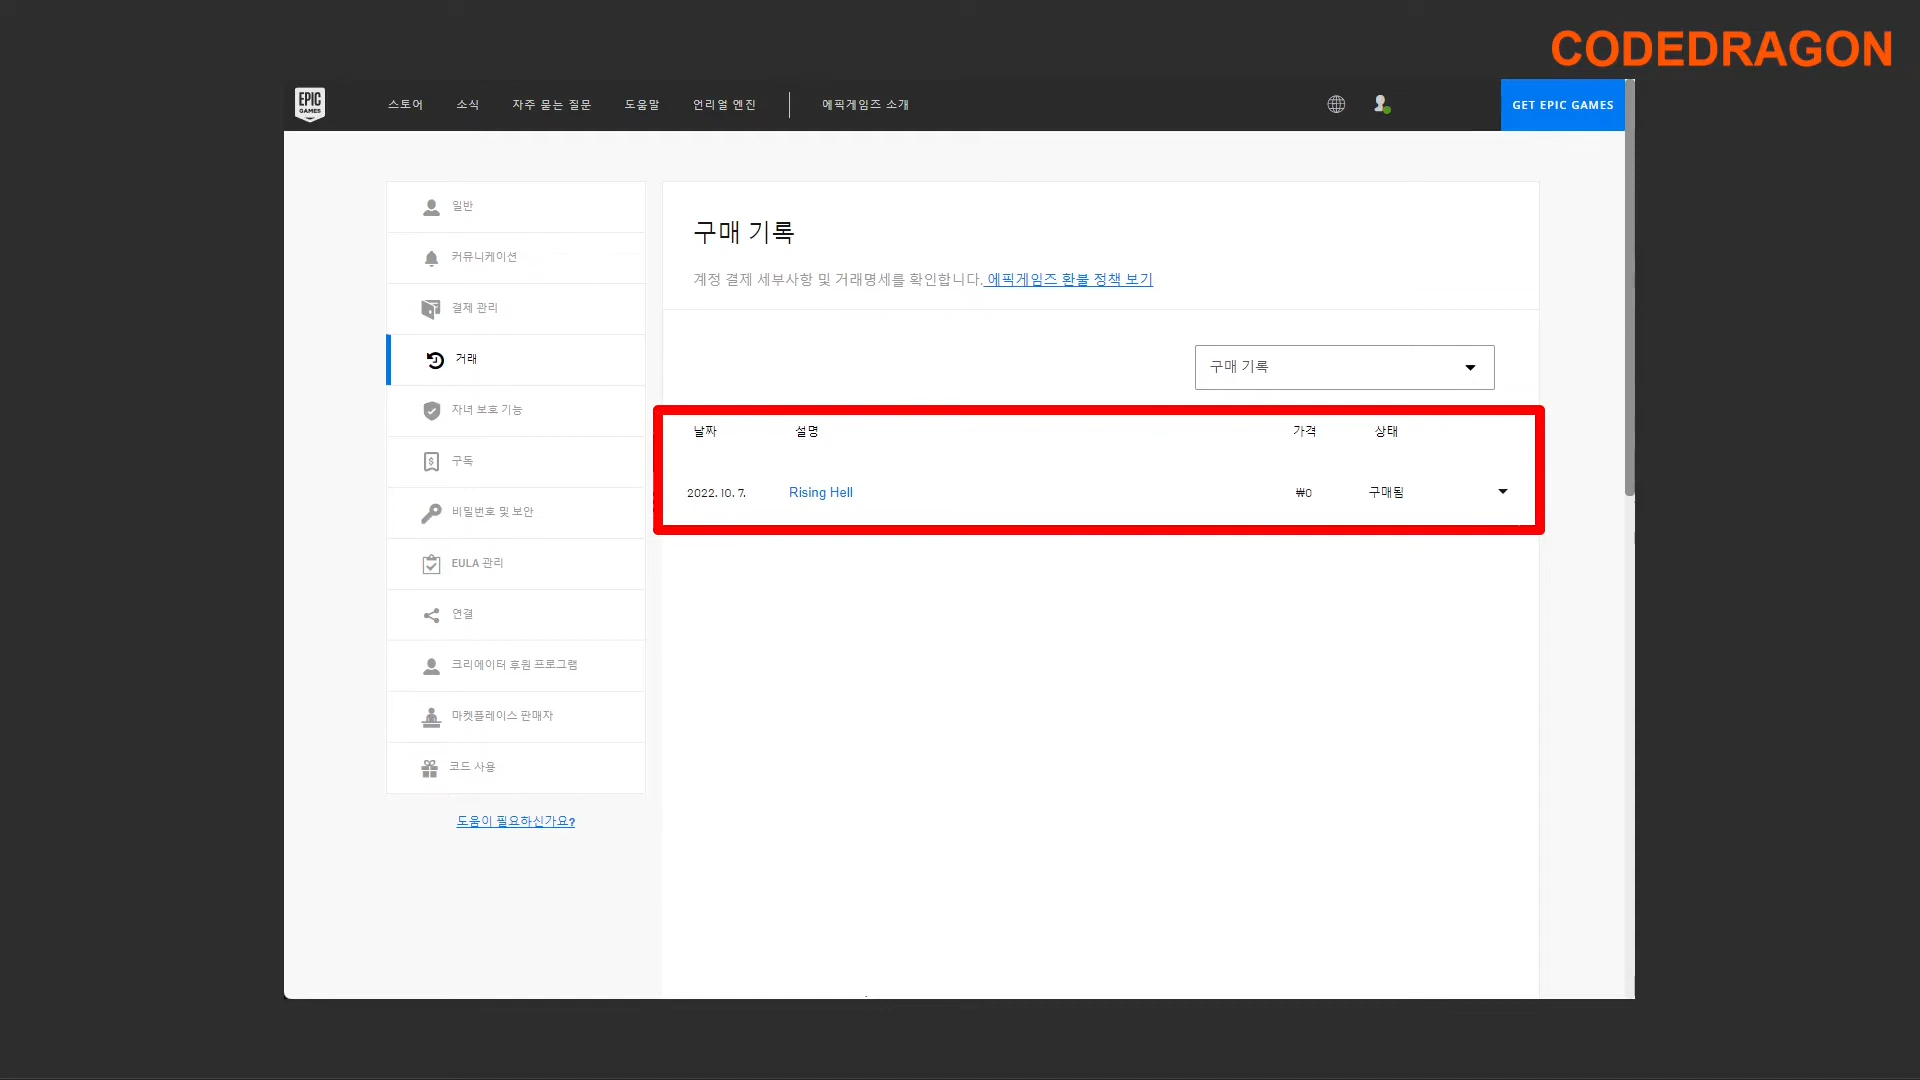 CODEDRAGON
EPIC GAMES
스토어 소식 자주 묻는 질문 도움말 언리얼 엔진 에픽게임즈 소개 GET EPIC GAMES
일반
커뮤니케이션
결제 관리
거래
자녀 보호 기능
구독
비밀번호 및 보안
EULA 관리
연결
크리에이터 후원 프로그램
마켓플레이스 판매자
코드 사용
도움이 필요하신가요?
구매 기록
계정 결제 세부사항 및 거래명세를 확인합니다. 에픽게임즈 환불 정책 보기
구매 기록
날짜 설명 가격 상태
2022. 10. 7. Rising Hell ₩0 구매됨